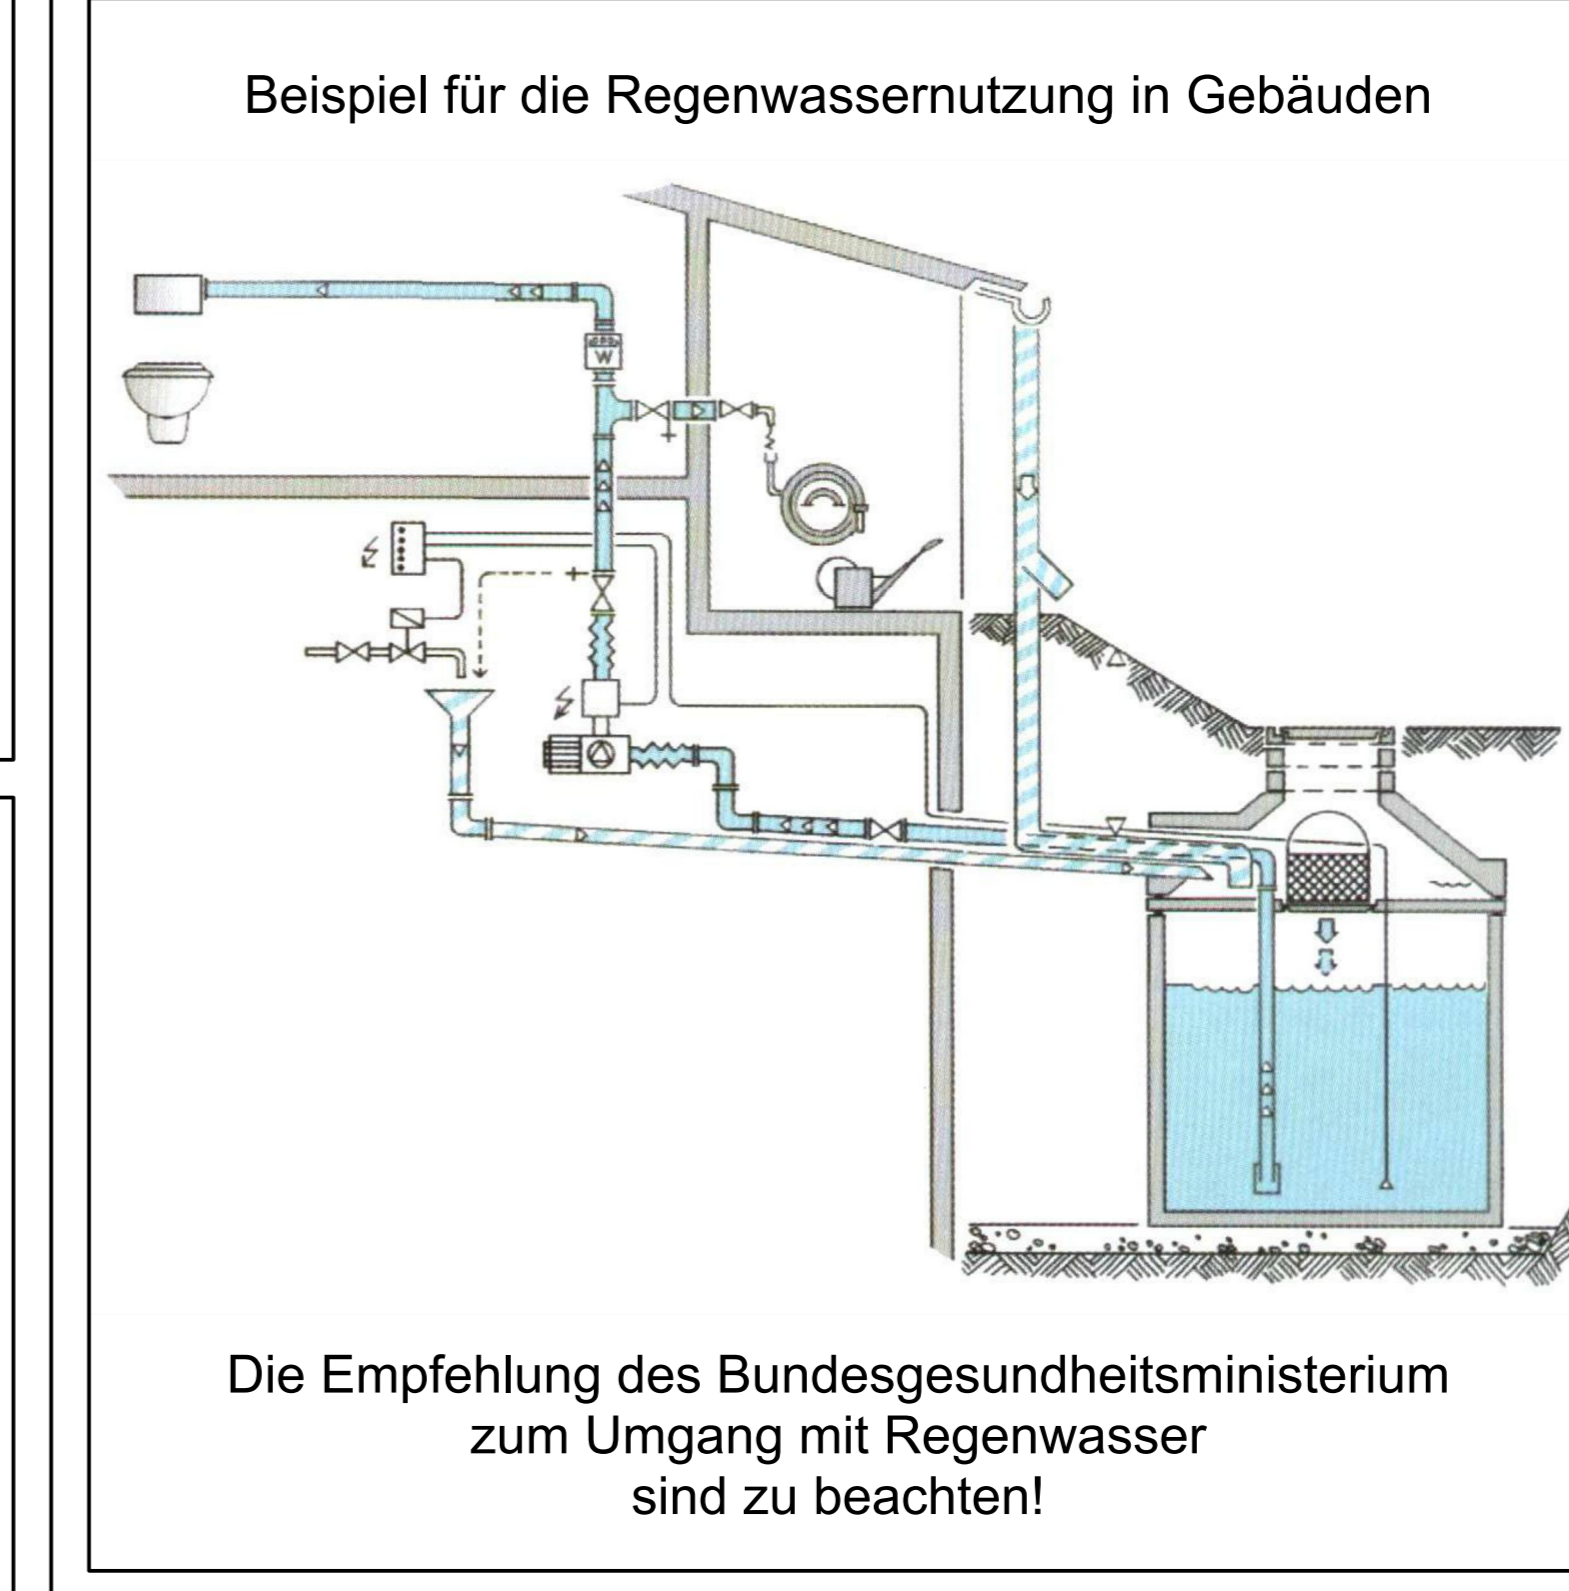 Beispiel für die Regenwassernutzung in Gebäuden
W
Die Empfehlung des Bundesgesundheitsministerium
zum Umgang mit Regenwasser
sind zu beachten!